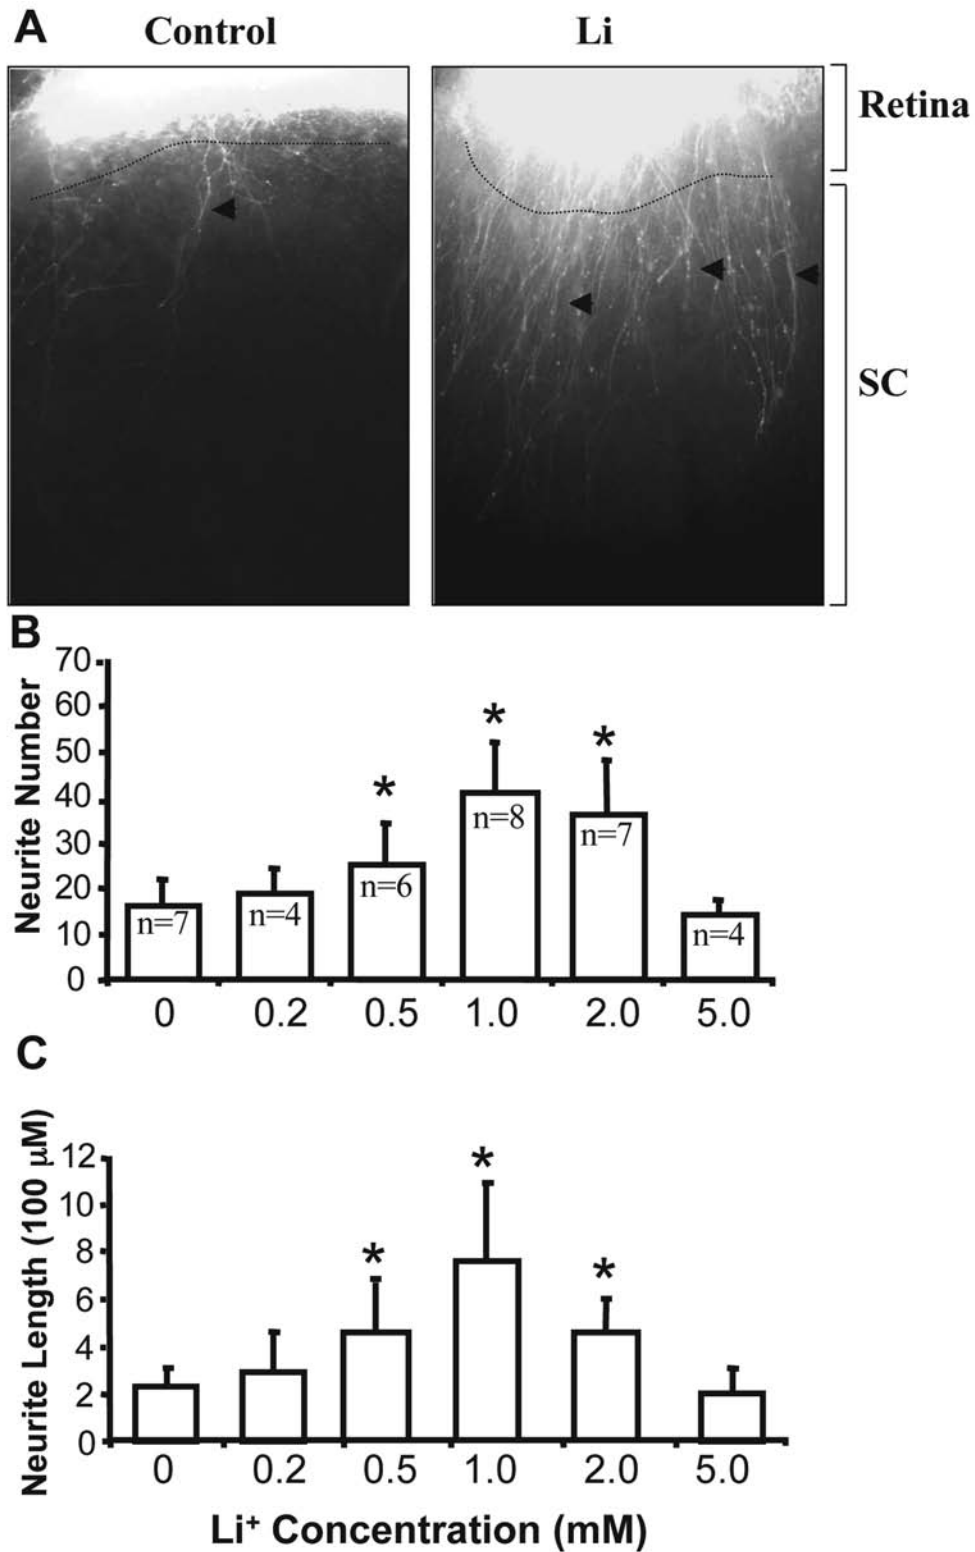 A
Control
Li
Retina
SC
B
Neurite Number
70
60
50
40
30
20
10
0
*
*
*
n=7
n=4
n=6
n=8
n=7
n=4
0 0.2 0.5 1.0 2.0 5.0
C
Neurite Length (100 µM)
12
10
8
6
4
2
0
*
*
*
0 0.2 0.5 1.0 2.0 5.0
Li⁺ Concentration (mM)